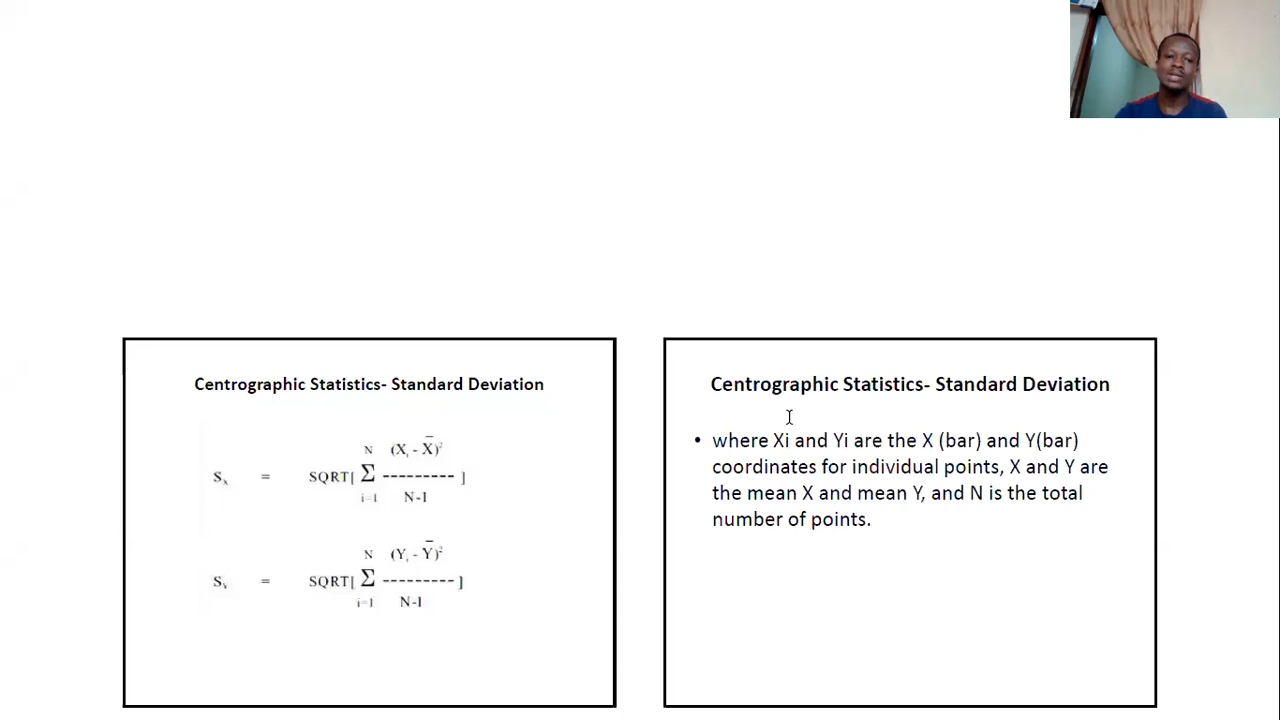 Centrographic Statistics- Standard Deviation
N (Xi - X̄)²
Sx = SQRT[ Σ --------- ]
i=1 N-1
N (Yi - Ȳ)²
Sy = SQRT[ Σ --------- ]
i=1 N-1
Centrographic Statistics- Standard Deviation
• where Xi and Yi are the X (bar) and Y(bar)
coordinates for individual points, X and Y are
the mean X and mean Y, and N is the total
number of points.